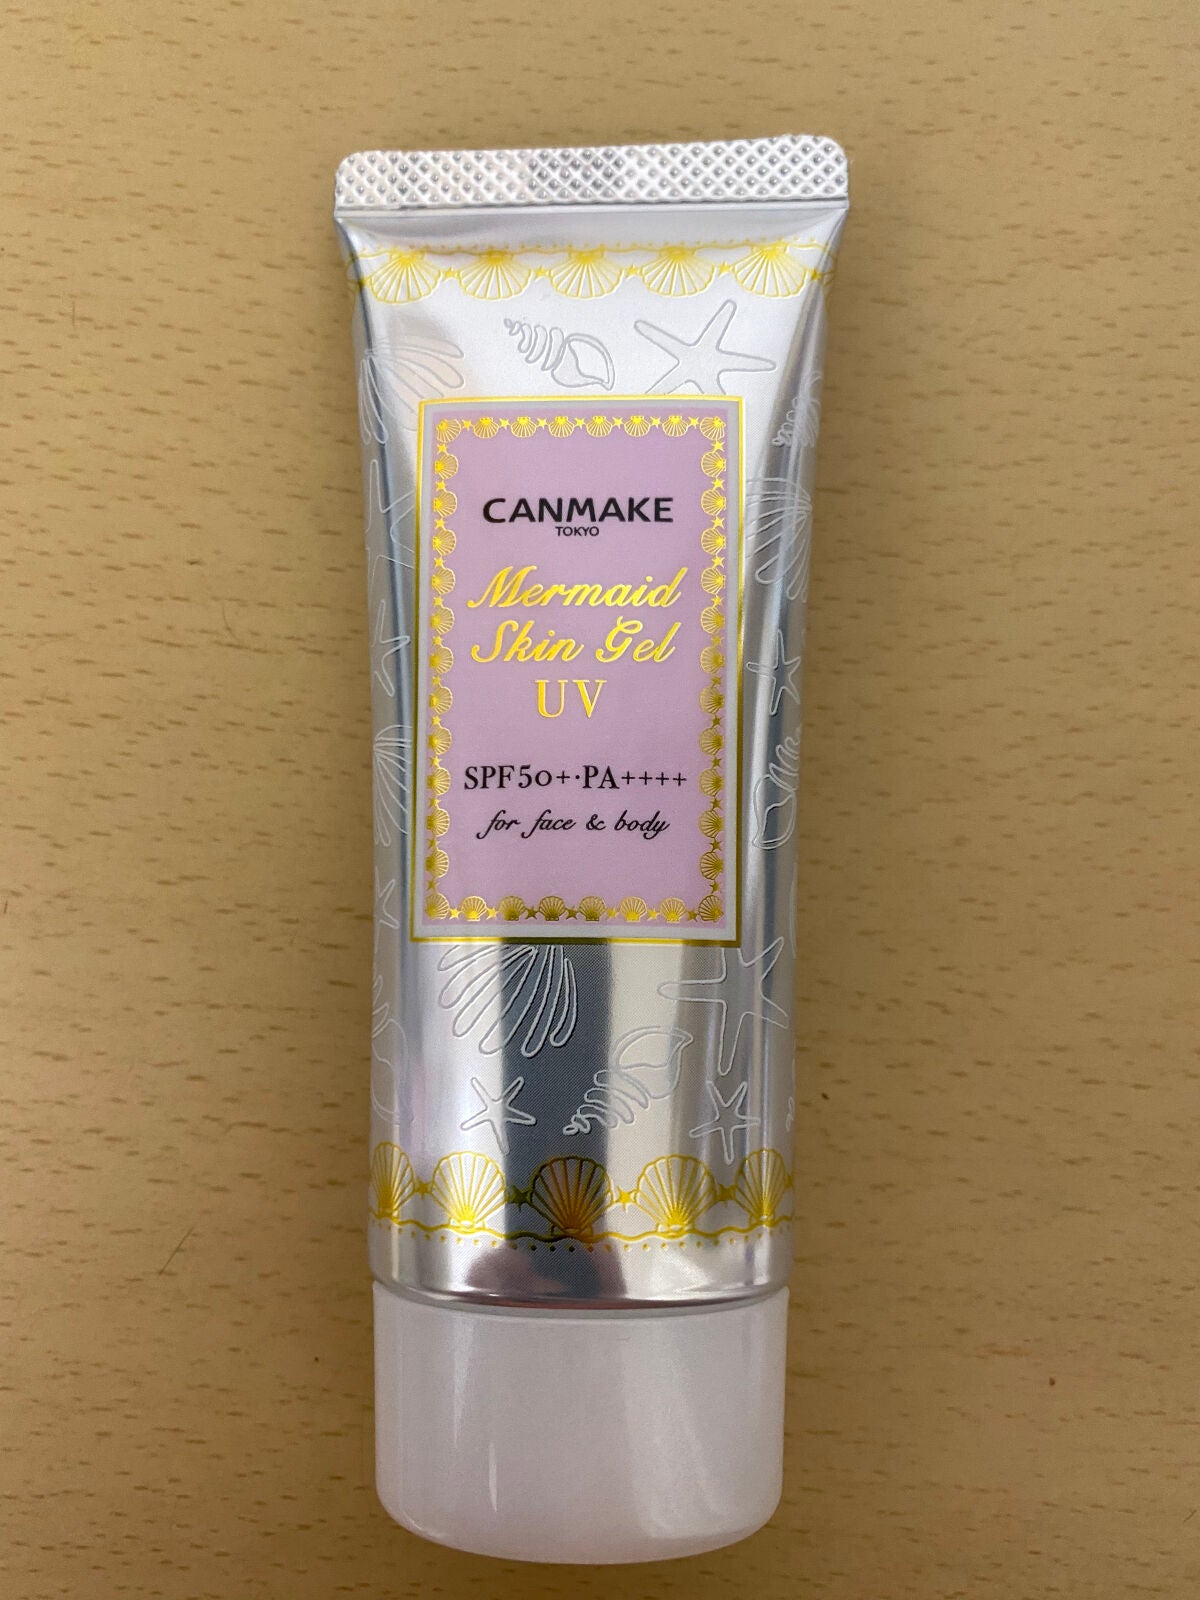 CANMAKE
TOKYO
Mermaid
Skin Gel
UV
SPF50+·PA++++
for face & body